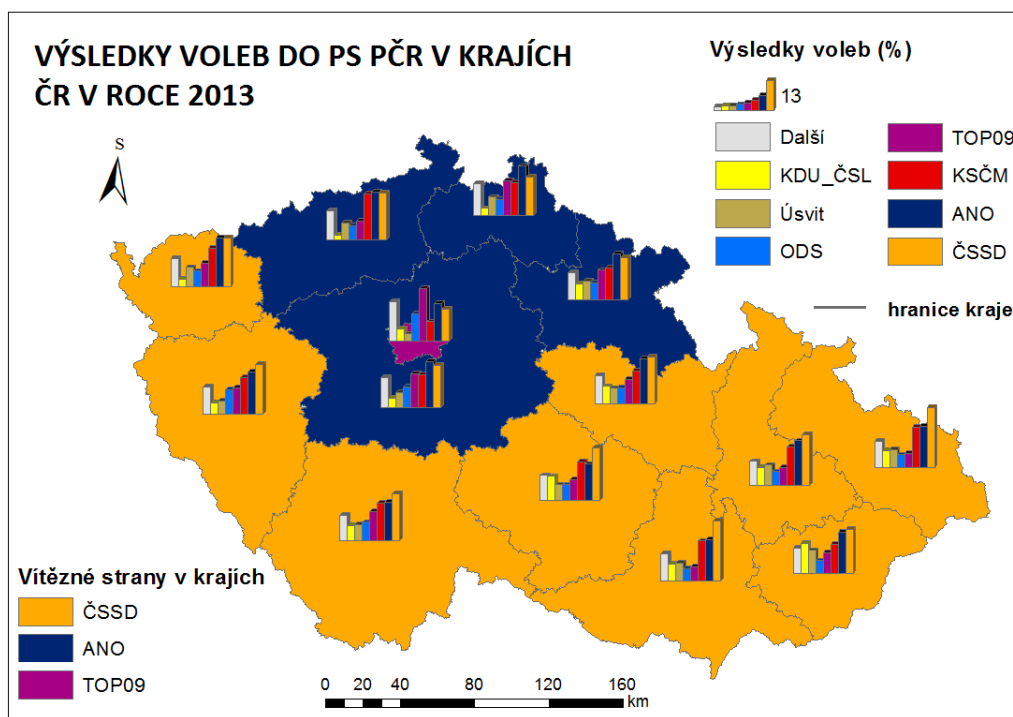 VÝSLEDKY VOLEB DO PS PČR V KRAJÍCH
ČR V ROCE 2013
S
Výsledky voleb (%)
13
Další
TOP09
KDU_ČSL
KSČM
Úsvit
ANO
ODS
ČSSD
hranice kraje
Vítězné strany v krajích
ČSSD
ANO
TOP09
0 20 40 80 120 160
km